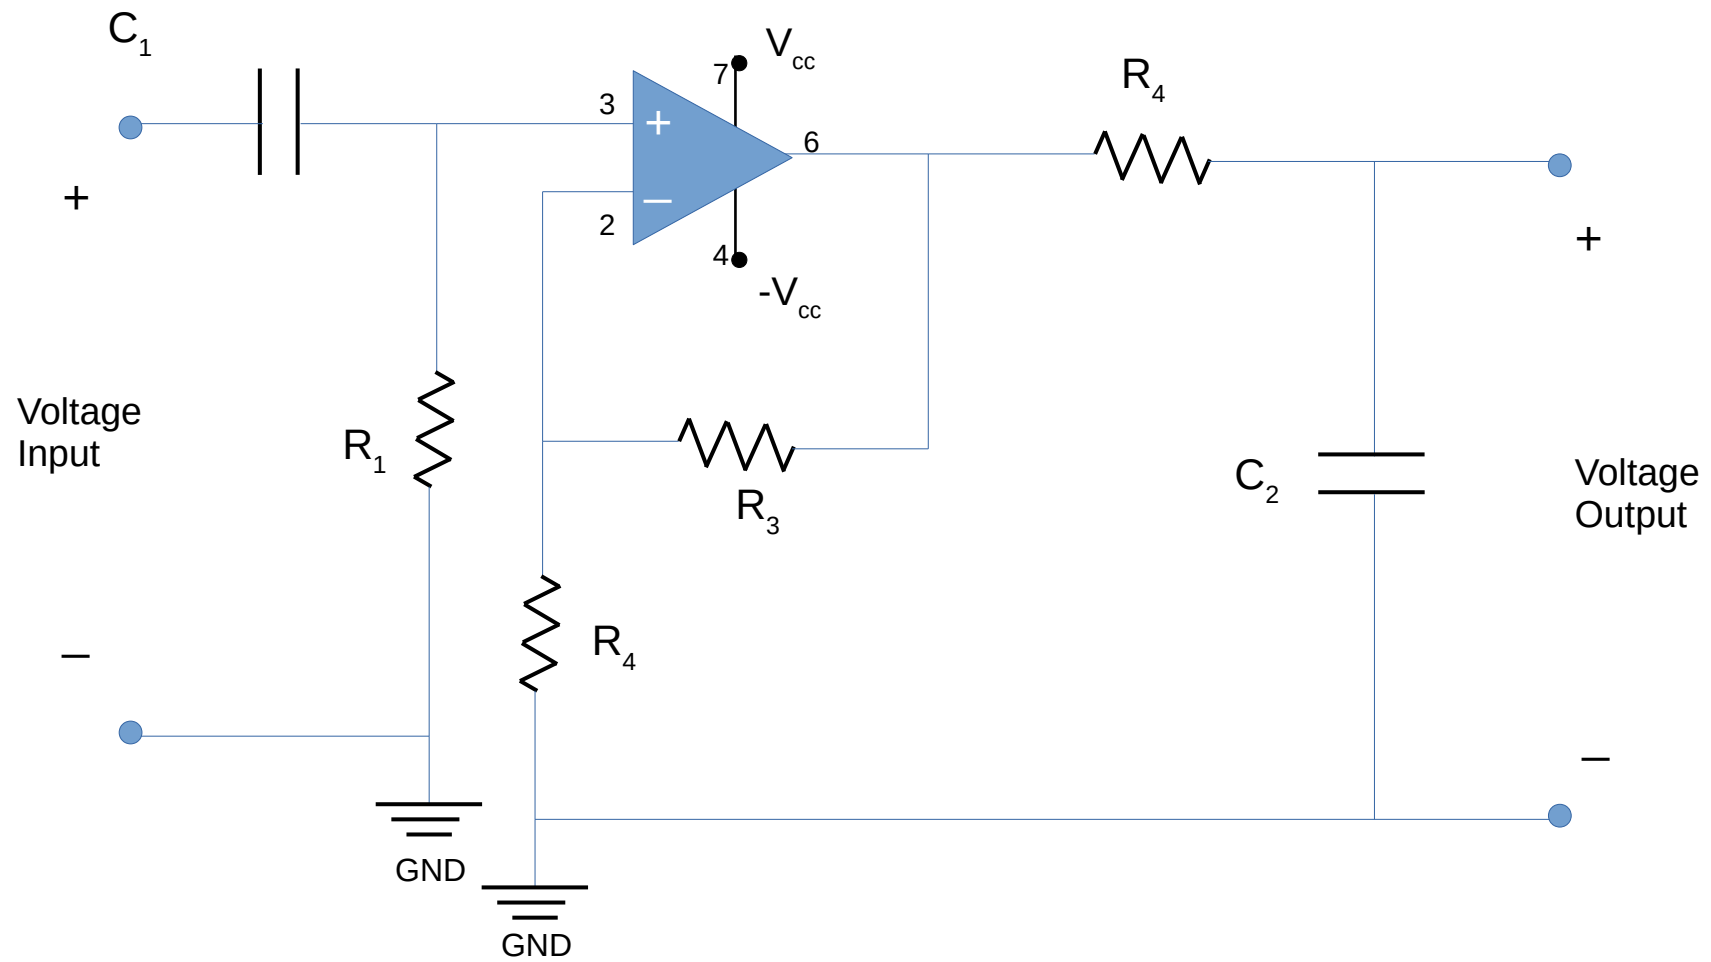 C1
Vcc
7
R4
3
+
6
+
–
2
4
-Vcc
+
Voltage
Input
R1
R3
C2
Voltage
Output
R4
–
–
GND
GND